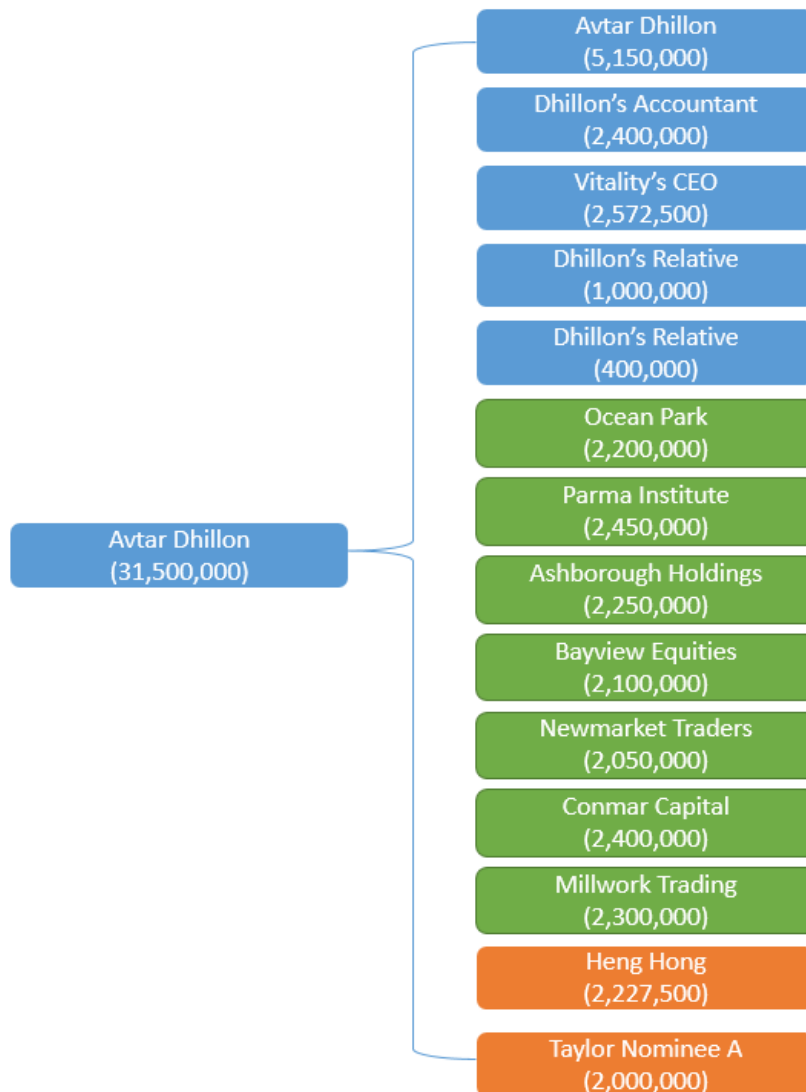 Avtar Dhillon
(31,500,000)
Avtar Dhillon
(5,150,000)
Dhillon’s Accountant
(2,400,000)
Vitality’s CEO
(2,572,500)
Dhillon’s Relative
(1,000,000)
Dhillon’s Relative
(400,000)
Ocean Park
(2,200,000)
Parma Institute
(2,450,000)
Ashborough Holdings
(2,250,000)
Bayview Equities
(2,100,000)
Newmarket Traders
(2,050,000)
Conmar Capital
(2,400,000)
Millwork Trading
(2,300,000)
Heng Hong
(2,227,500)
Taylor Nominee A
(2,000,000)